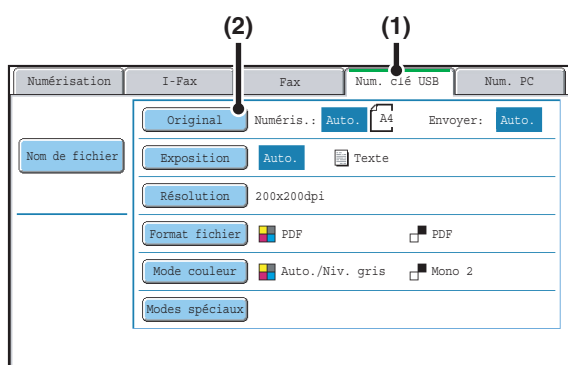 (2) (1)
Numérisation I-Fax Fax Num. clé USB Num. PC
Original Numéris.: Auto. A4 Envoyer: Auto.
Nom de fichier Exposition Auto. Texte
Résolution 200x200dpi
Format fichier PDF PDF
Mode couleur Auto./Niv. gris Mono 2
Modes spéciaux